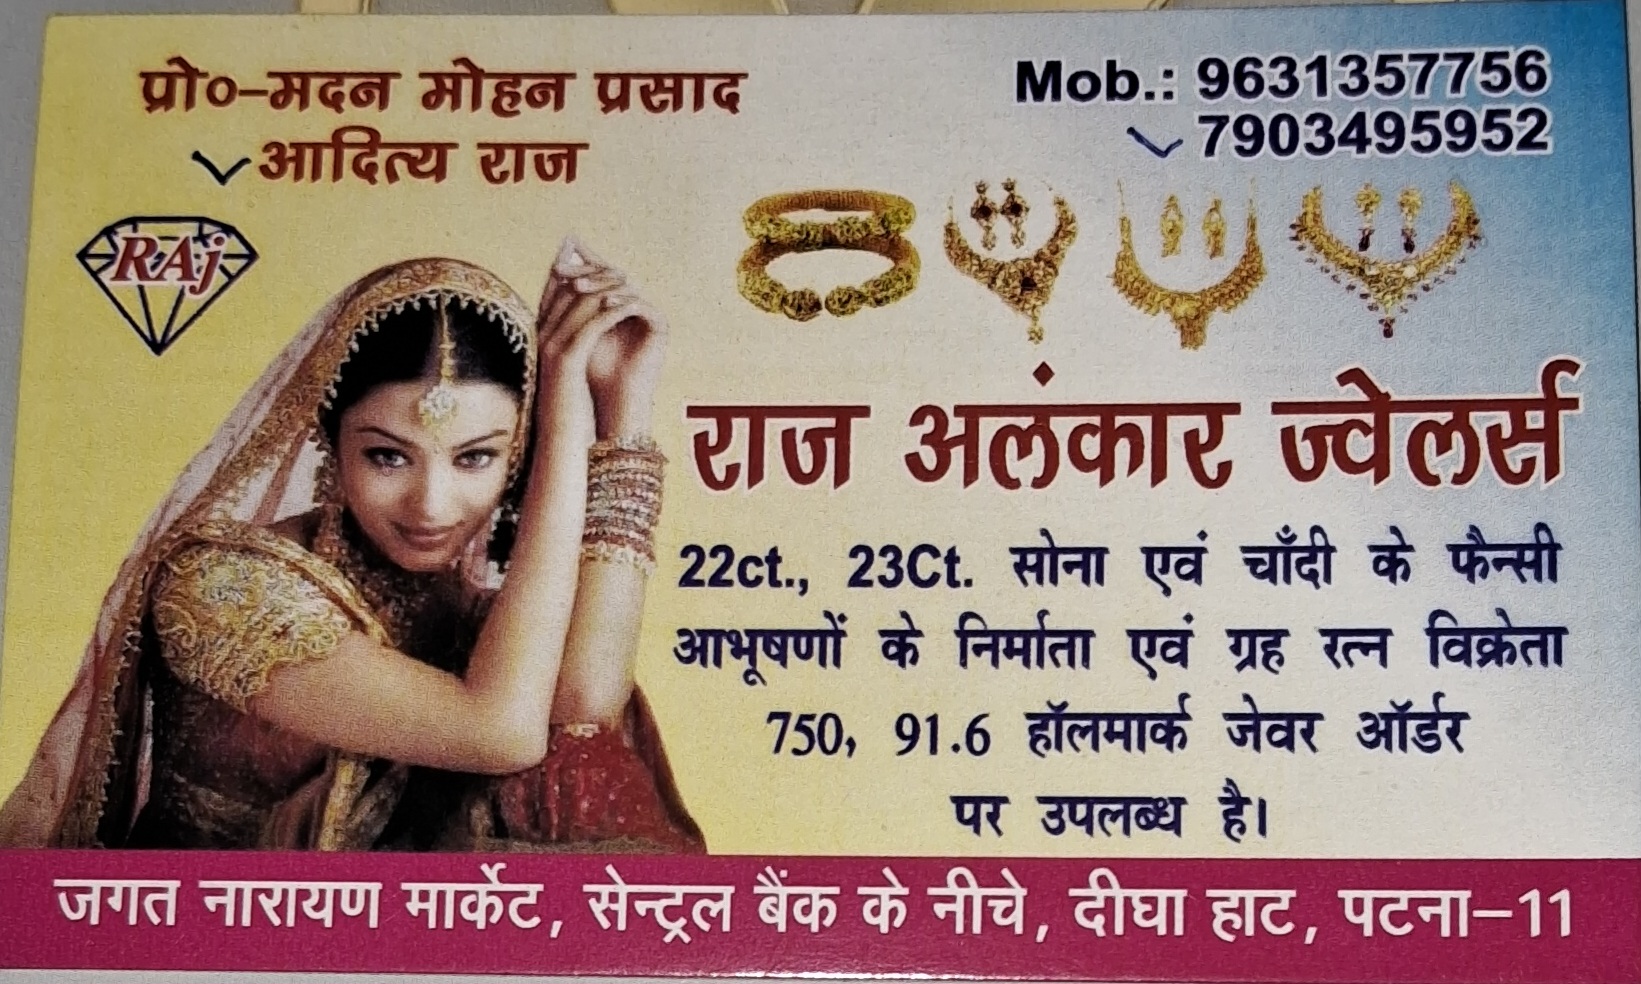 प्रो०–मदन मोहन प्रसाद
आदित्य राज
Mob.: 9631357756
7903495952
RAj
राज अलंकार ज्वेलर्स
22ct., 23Ct. सोना एवं चाँदी के फैन्सी
आभूषणों के निर्माता एवं ग्रह रत्न विक्रेता
750, 91.6 हॉलमार्क जेवर ऑर्डर
पर उपलब्ध है।
जगत नारायण मार्केट, सेन्ट्रल बैंक के नीचे, दीघा हाट, पटना–11